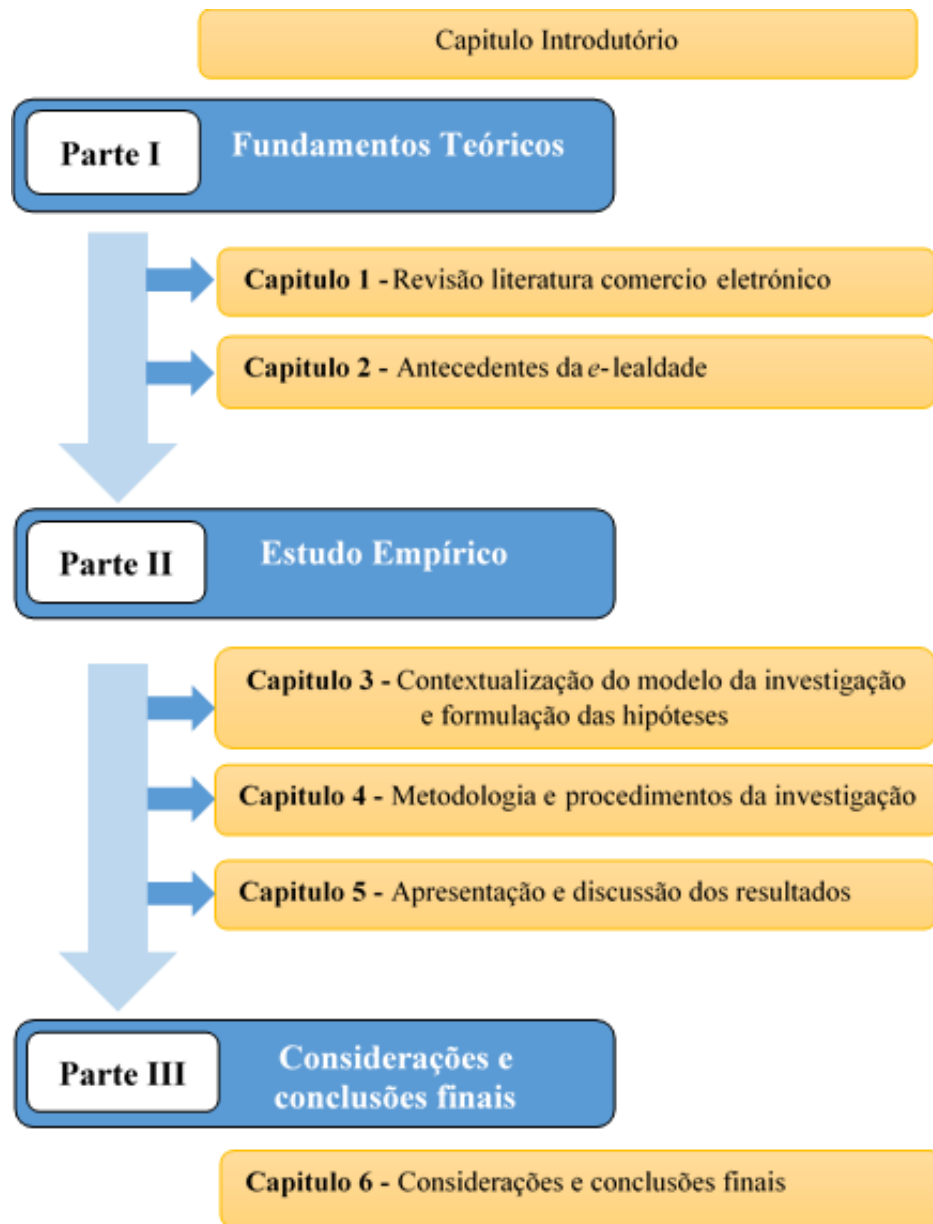 Capitulo Introdutório
Parte I
Fundamentos Teóricos
Capitulo 1 - Revisão literatura comercio eletrónico
Capitulo 2 - Antecedentes da e-lealdade
Parte II
Estudo Empírico
Capitulo 3 - Contextualização do modelo da investigação
e formulação das hipóteses
Capitulo 4 - Metodologia e procedimentos da investigação
Capitulo 5 - Apresentação e discussão dos resultados
Parte III
Considerações e
conclusões finais
Capitulo 6 - Considerações e conclusões finais